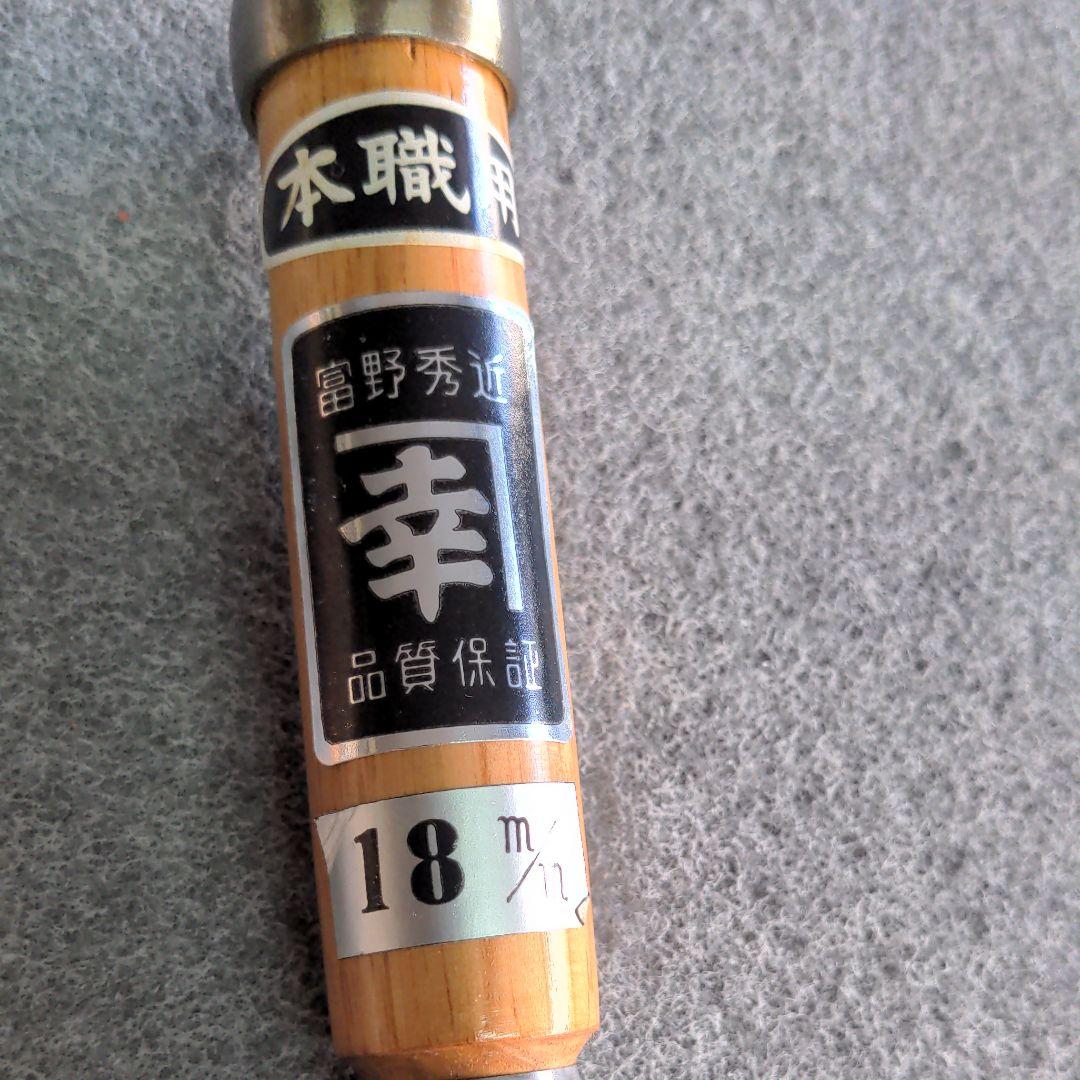 本職用
富野秀近
幸
品質保証
18 m/m